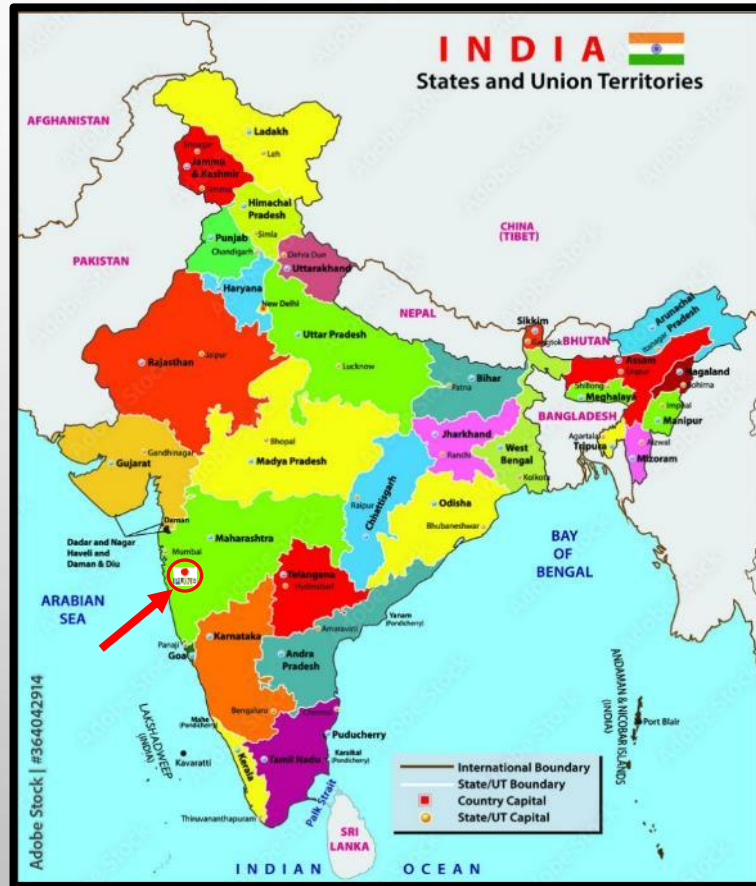 INDIA
States and Union Territories
AFGHANISTAN
Ladakh
Leh
Srinagar
Jammu
& Kashmir
Jammu
Himachal
Pradesh
Simla
CHINA
(TIBET)
PAKISTAN
Punjab
Chandigarh
Dehra Dun
Uttarakhand
Haryana
New Delhi
NEPAL
Sikkim
Gangtok
BHUTAN
Arunachal
Pradesh
Itanagar
Rajasthan
Jaipur
Uttar Pradesh
Lucknow
Bihar
Patna
Assam
Dispur
Nagaland
Kohima
Shillong
Meghalaya
Imphal
Manipur
BANGLADESH
Agartala
Tripura
Aizwal
Mizoram
Gandhinagar
Gujarat
Bhopal
Madya Pradesh
Jharkhand
Ranchi
West
Bengal
Kolkota
Chhattisgarh
Raipur
Odisha
Bhubaneshwar
Daman
Dadar and Nagar
Haveli and
Daman & Diu
Maharashtra
Mumbai
PUNE
BAY
OF
BENGAL
ARABIAN
SEA
Telangana
Hyderabad
Yanam
(Pondicherry)
Amaravati
Panaji
Goa
Karnataka
Andra
Pradesh
Bengaluru
Chennai
Mahe
(Pondicherry)
Puducherry
Karaikal
(Pondicherry)
Tamil Nadu
Kerala
LAKSHADWEEP
(INDIA)
Kavaratti
Thiruvananthapuram
Palk Strait
SRI
LANKA
ANDAMAN & NICOBAR ISLANDS
(INDIA)
Port Blair
International Boundary
State/UT Boundary
Country Capital
State/UT Capital
INDIAN OCEAN
Adobe Stock | #364042914